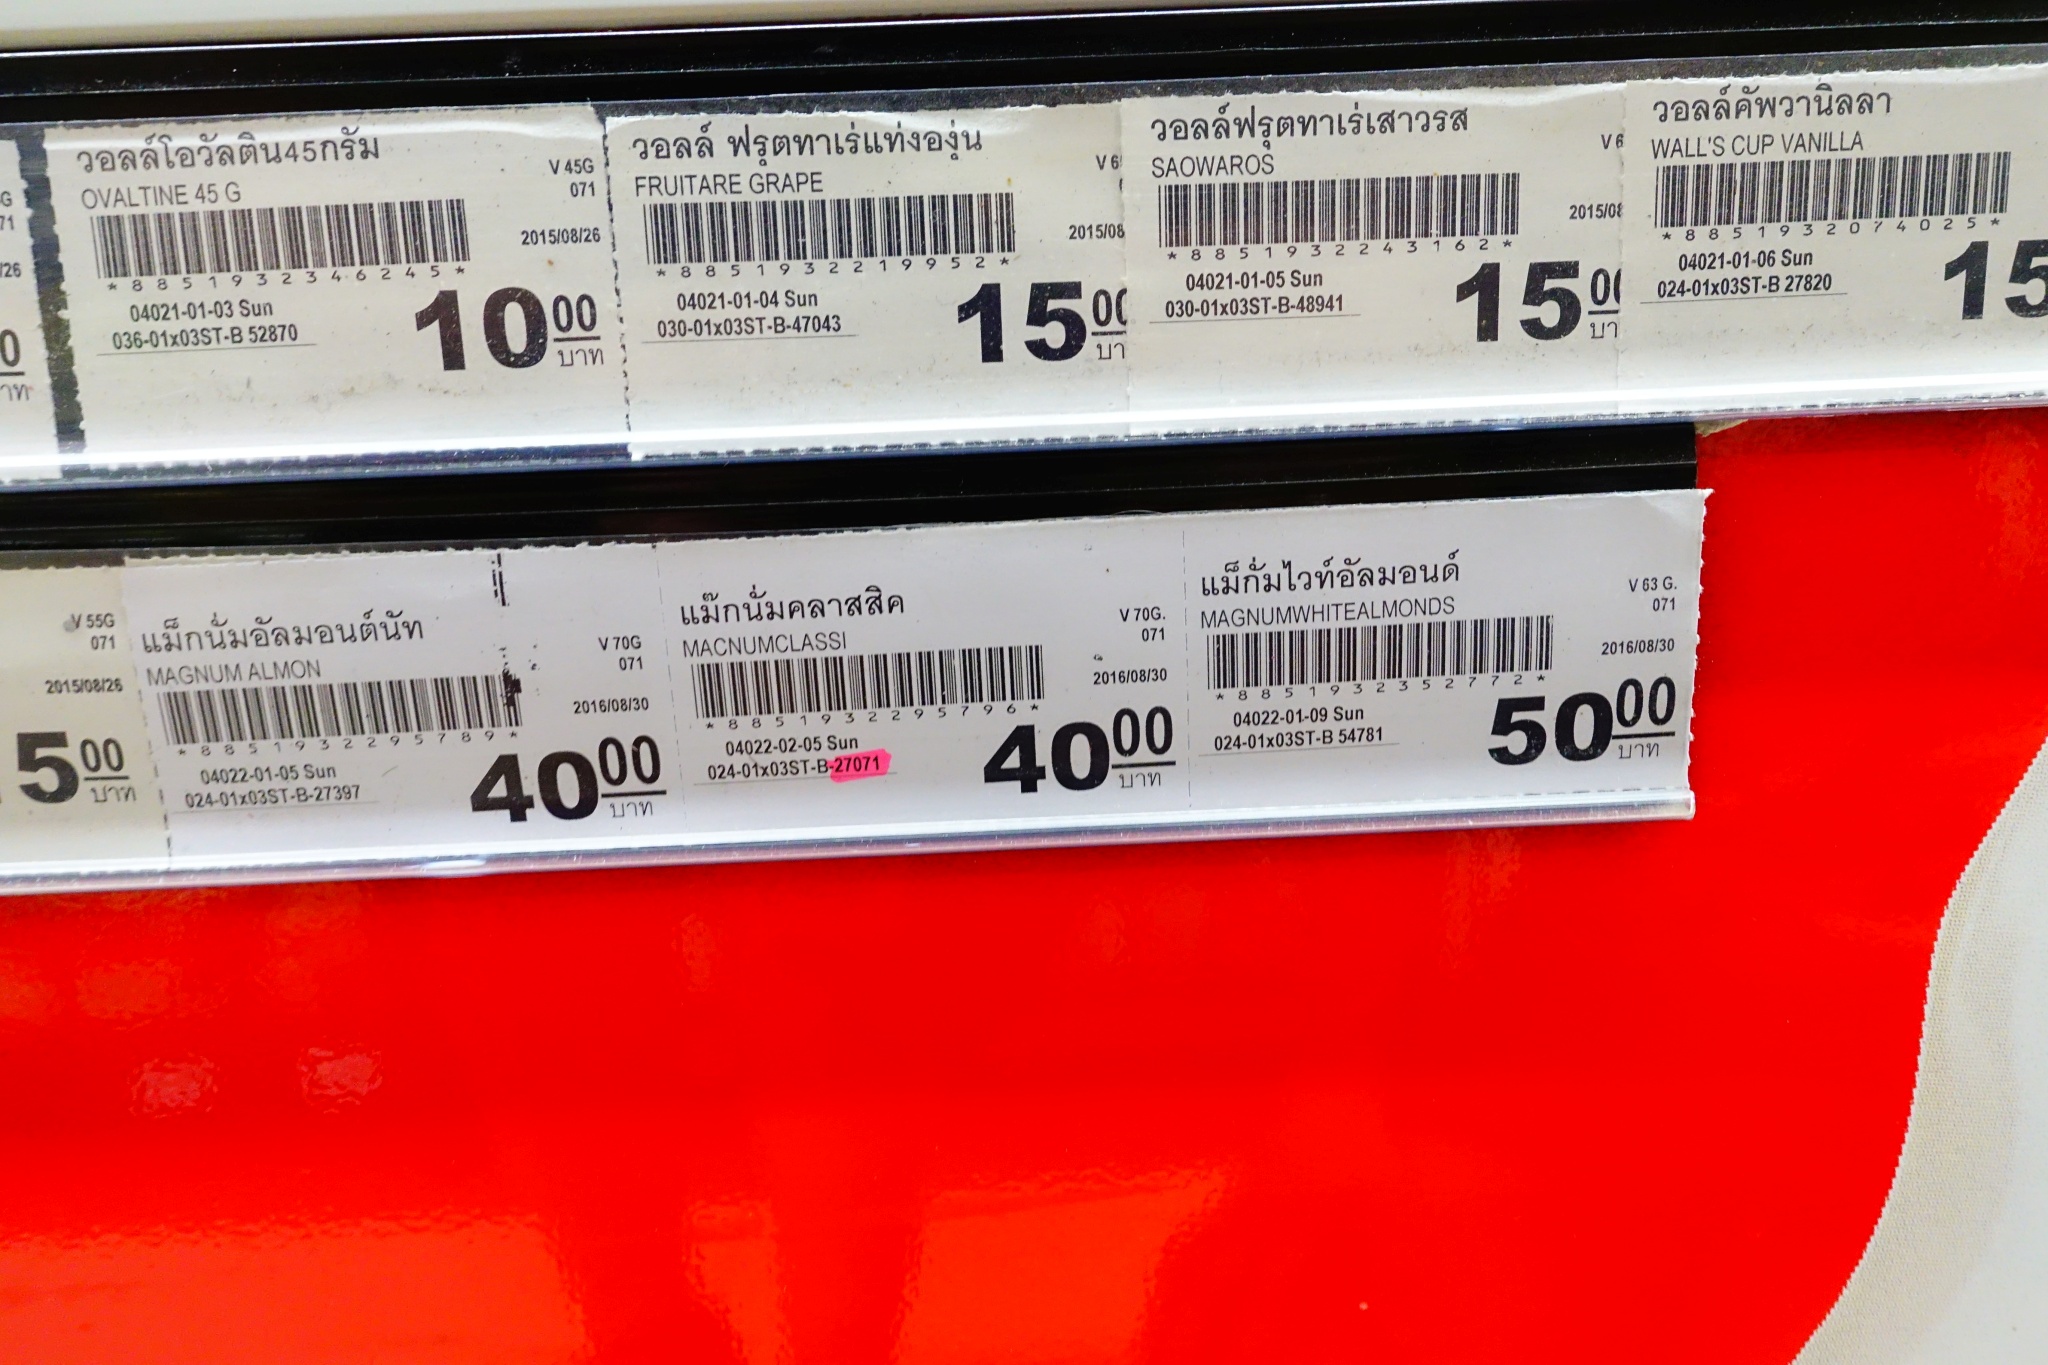 วอลล์โอวัลติน45กรัม
OVALTINE 45 G
V 45G
071
2015/08/26
*8851932346245*
04021-01-03 Sun
036-01x03ST-B 52870
10 00
บาท
วอลล์ ฟรุตทาเร่แท่งองุ่น
FRUITARE GRAPE
V 6
2015/08
*8851932219952*
04021-01-04 Sun
030-01x03ST-B-47043
15 00
บา
วอลล์ฟรุตทาเร่เสาวรส
SAOWAROS
V 6
2015/08
*8851932243162*
04021-01-05 Sun
030-01x03ST-B-48941
15 00
บา
วอลล์คัพวานิลลา
WALL'S CUP VANILLA
*8851932074025*
04021-01-06 Sun
024-01x03ST-B 27820
15
V 55G
071
2015/08/26
5 00
บาท
แม็กนั่มอัลมอนต์นัท
MAGNUM ALMON
V 70G
071
2016/08/30
*8851932295789*
04022-01-05 Sun
024-01x03ST-B-27397
40 00
บาท
แม๊กนั่มคลาสสิค
MACNUMCLASSI
V 70G.
071
2016/08/30
*8851932295796*
04022-02-05 Sun
024-01x03ST-B-27071
40 00
บาท
แม็กั่มไวท์อัลมอนด์
MAGNUMWHITEALMONDS
V 63 G.
071
2016/08/30
*8851932352772*
04022-01-09 Sun
024-01x03ST-B 54781
50 00
บาท